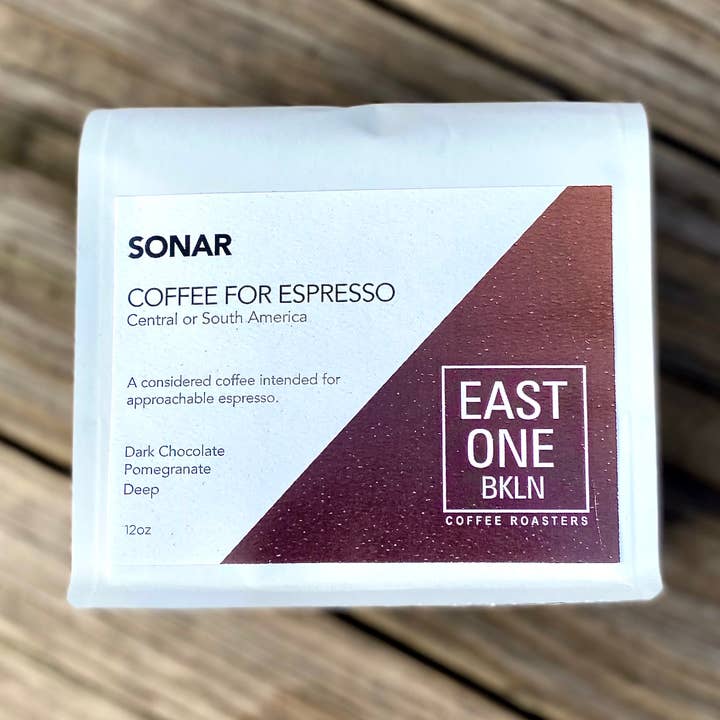 SONAR
COFFEE FOR ESPRESSO
Central or South America
A considered coffee intended for
approachable espresso.
Dark Chocolate
Pomegranate
Deep
12oz
EAST
ONE
BKLN
COFFEE ROASTERS